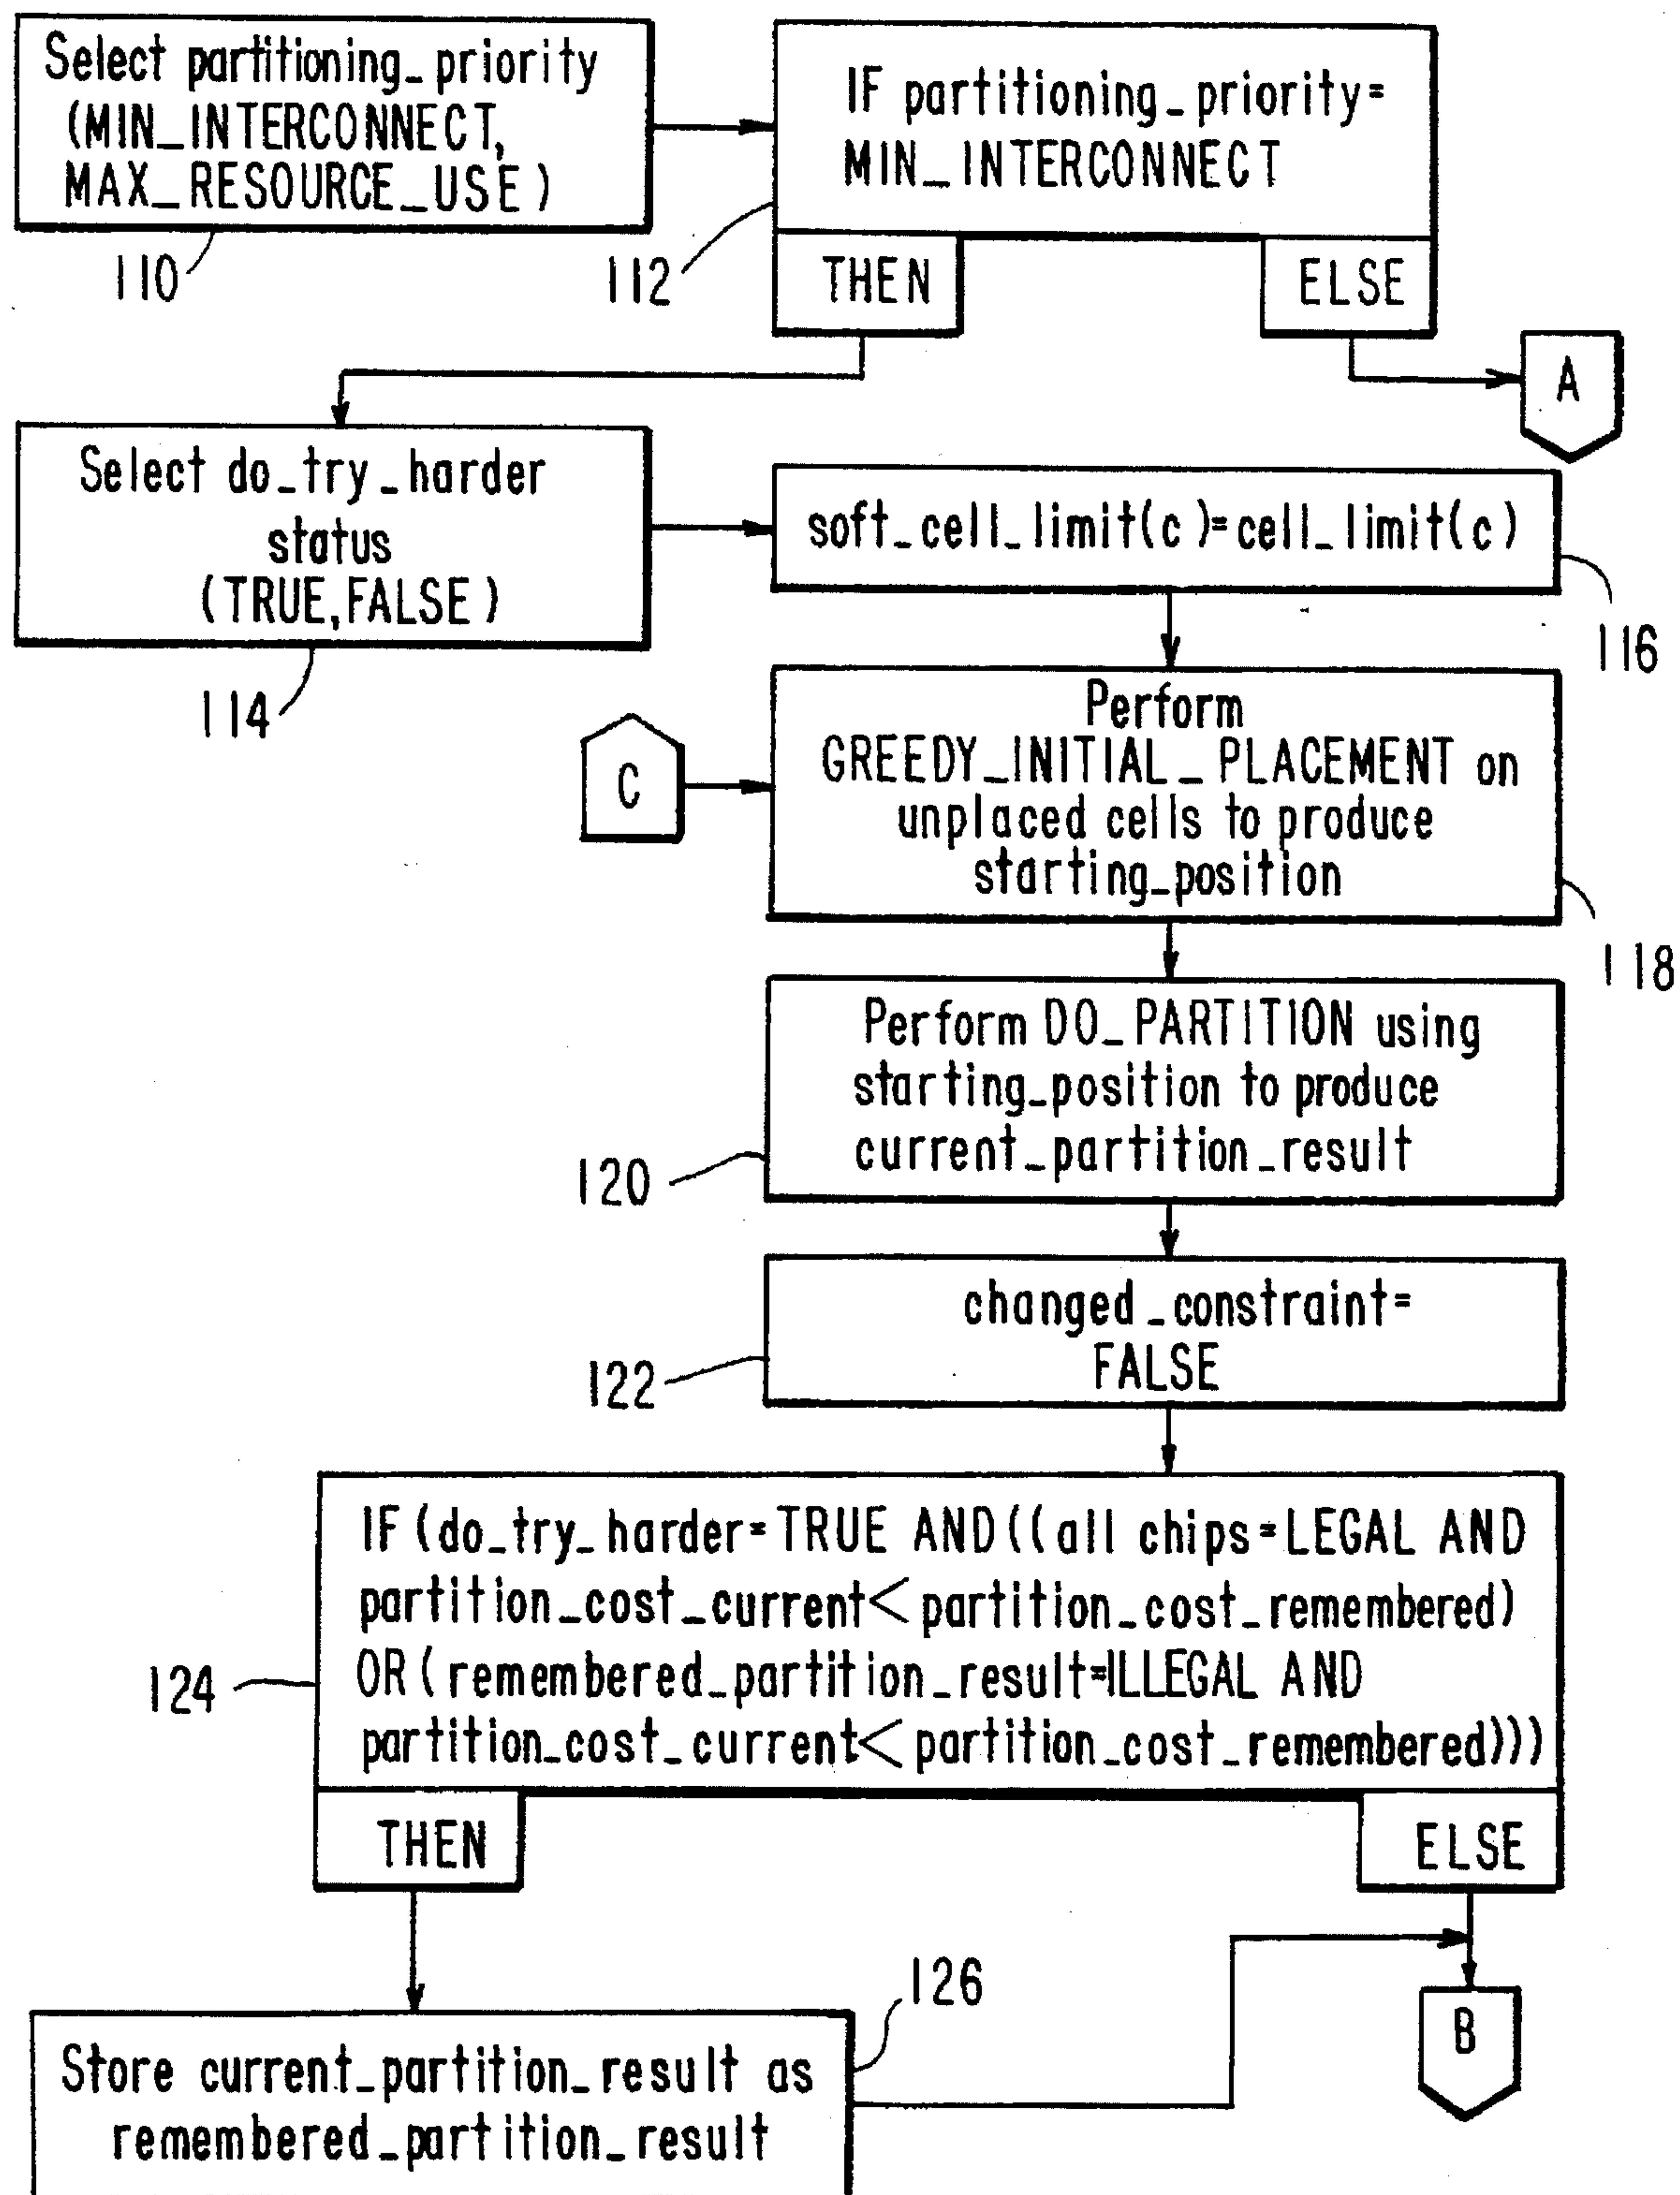 Select partitioning_priority
(MIN_INTERCONNECT,
MAX_RESOURCE_USE)
110
IF partitioning_priority=
MIN_INTERCONNECT
112
THEN
ELSE
A
Select do_try_harder
status
(TRUE,FALSE)
114
soft_cell_limit(c)=cell_limit(c)
116
C
Perform
GREEDY_INITIAL_PLACEMENT on
unplaced cells to produce
starting_position
118
Perform DO_PARTITION using
starting_position to produce
current_partition_result
120
changed_constraint=
FALSE
122
IF(do_try_harder=TRUE AND((all chips=LEGAL AND
partition_cost_current<partition_cost_remembered)
OR(remembered_partition_result=ILLEGAL AND
partition_cost_current<partition_cost_remembered)))
124
THEN
ELSE
126
Store current_partition_result as
remembered_partition_result
B